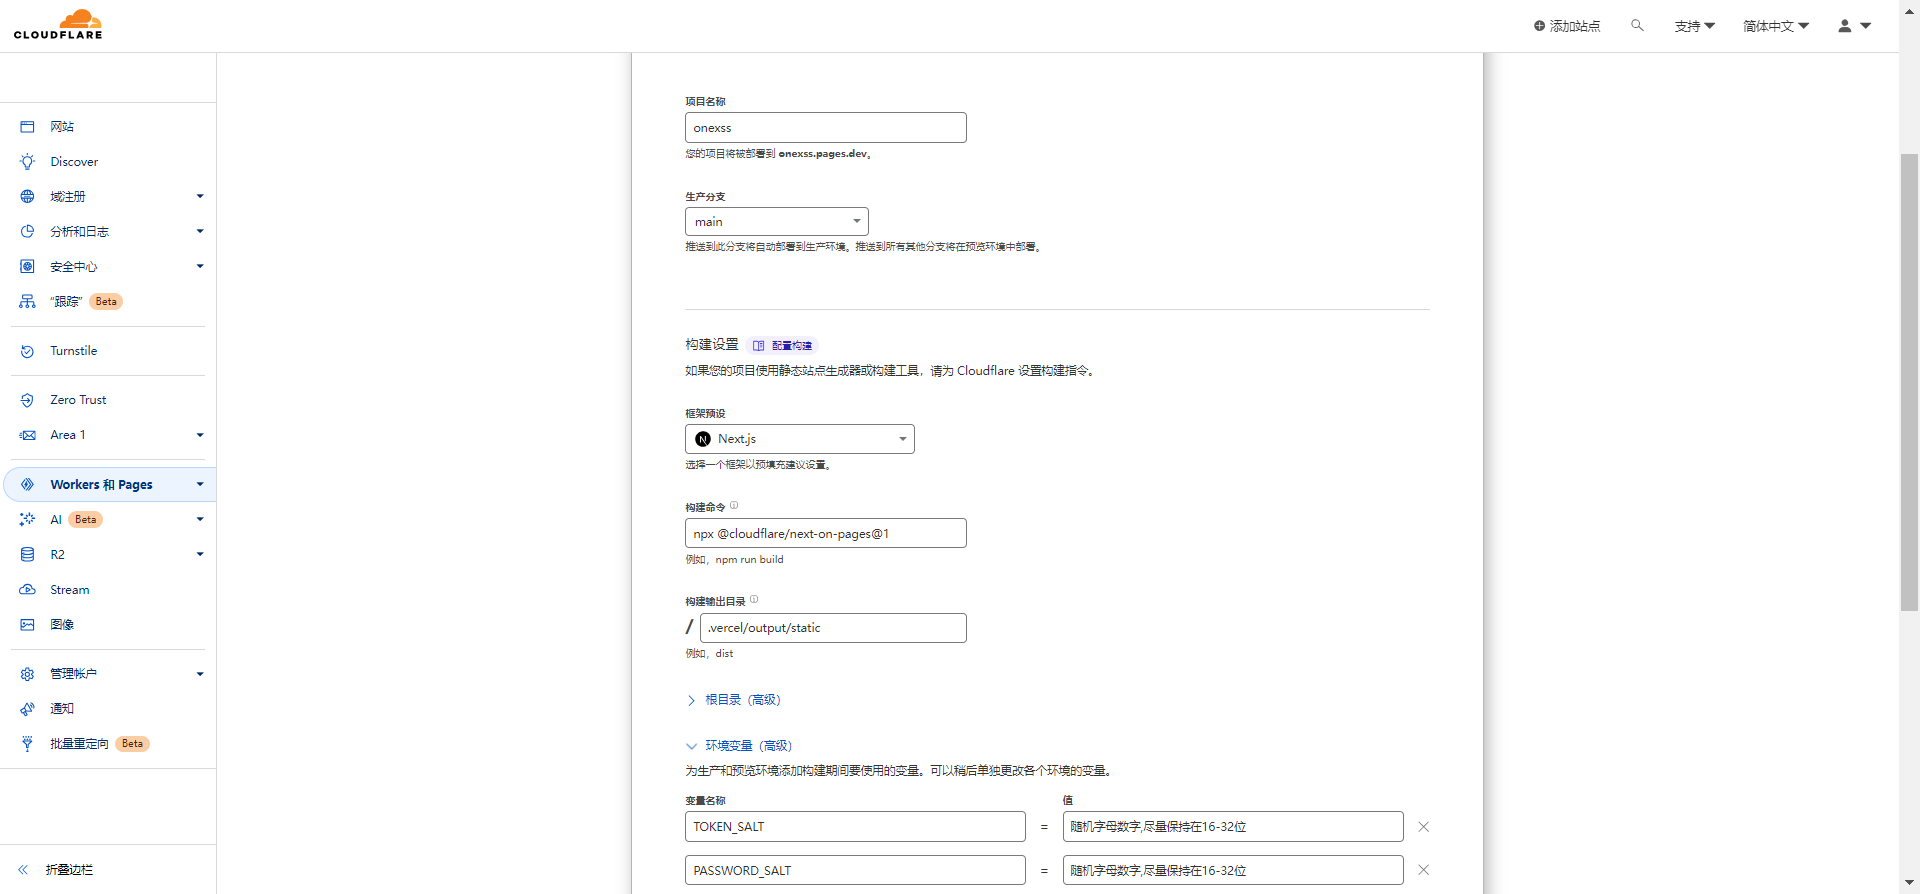 CLOUDFLARE
添加站点
支持
简体中文
网站
Discover
域注册
分析和日志
安全中心
“跟踪” Beta
Turnstile
Zero Trust
Area 1
Workers 和 Pages
AI Beta
R2
Stream
图像
管理帐户
通知
批量重定向 Beta
折叠边栏
项目名称
onexss
您的项目将被部署到 onexss.pages.dev。
生产分支
main
推送到此分支将自动部署到生产环境。推送到所有其他分支将在预览环境中部署。
构建设置 配置构建
如果您的项目使用静态站点生成器或构建工具，请为 Cloudflare 设置构建指令。
框架预设
N Next.js
选择一个框架以预填充建议设置。
构建命令
npx @cloudflare/next-on-pages@1
例如，npm run build
构建输出目录
/ .vercel/output/static
例如，dist
根目录（高级）
环境变量（高级）
为生产和预览环境添加构建期间要使用的变量。可以稍后单独更改各个环境的变量。
变量名称 值
TOKEN_SALT = 随机字母数字,尽量保持在16-32位
PASSWORD_SALT = 随机字母数字,尽量保持在16-32位